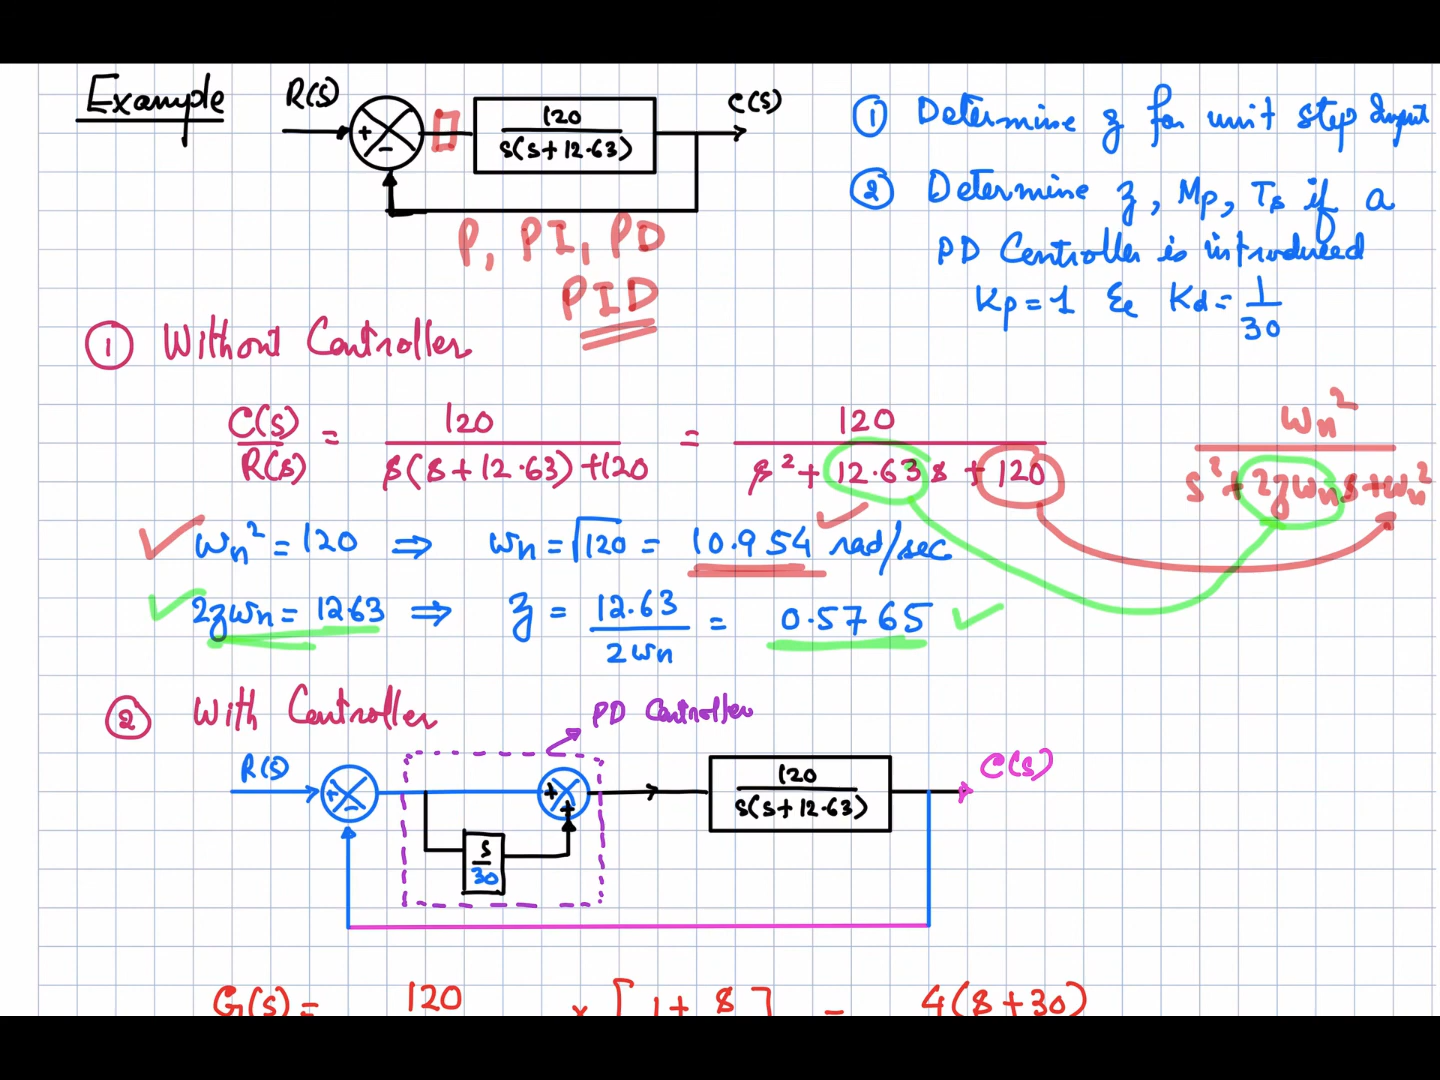 Example
R(s)
+
-
120
s(s+12.63)
C(s)
P, PI, PD
PID
① Determine ʒ for unit step Input
② Determine ʒ, Mp, Ts if a
PD Controller is introduced
Kp=1 & Kd= 1/30
① Without Controller
C(s)/R(s) = 120/(s(s+12.63)+120) = 120/(s²+12.63s+120)
ωn²/(s²+2ʒωns+ωn²)
ωn²=120 ⇒ ωn=√120 = 10.954 rad/sec
2ʒωn=12.63 ⇒ ʒ = 12.63/2ωn = 0.5765
② With Controller
PD Controller
R(s)
+
-
+
+
s/30
120
s(s+12.63)
C(s)
G(s)= 120 × [1+ s ] = 4(s+30)